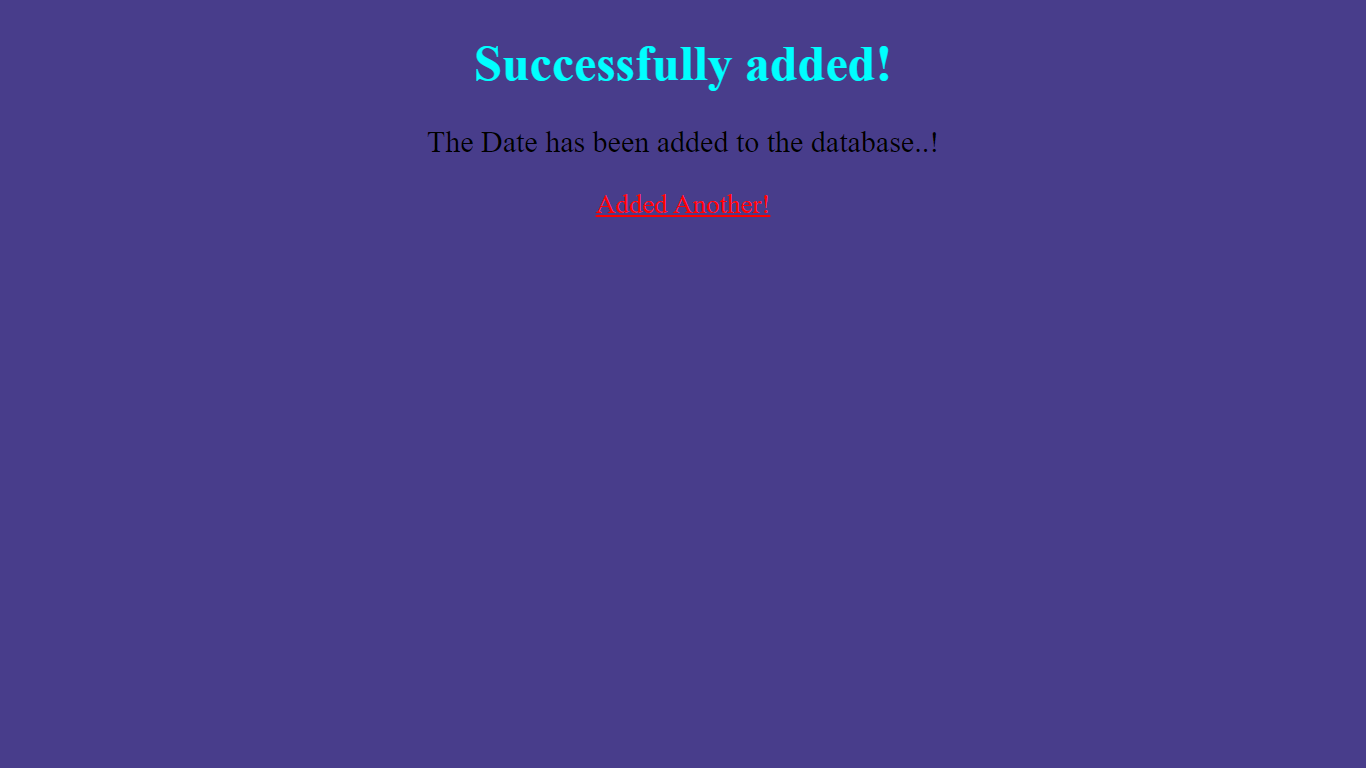 Successfully added!
The Date has been added to the database..!
Added Another!